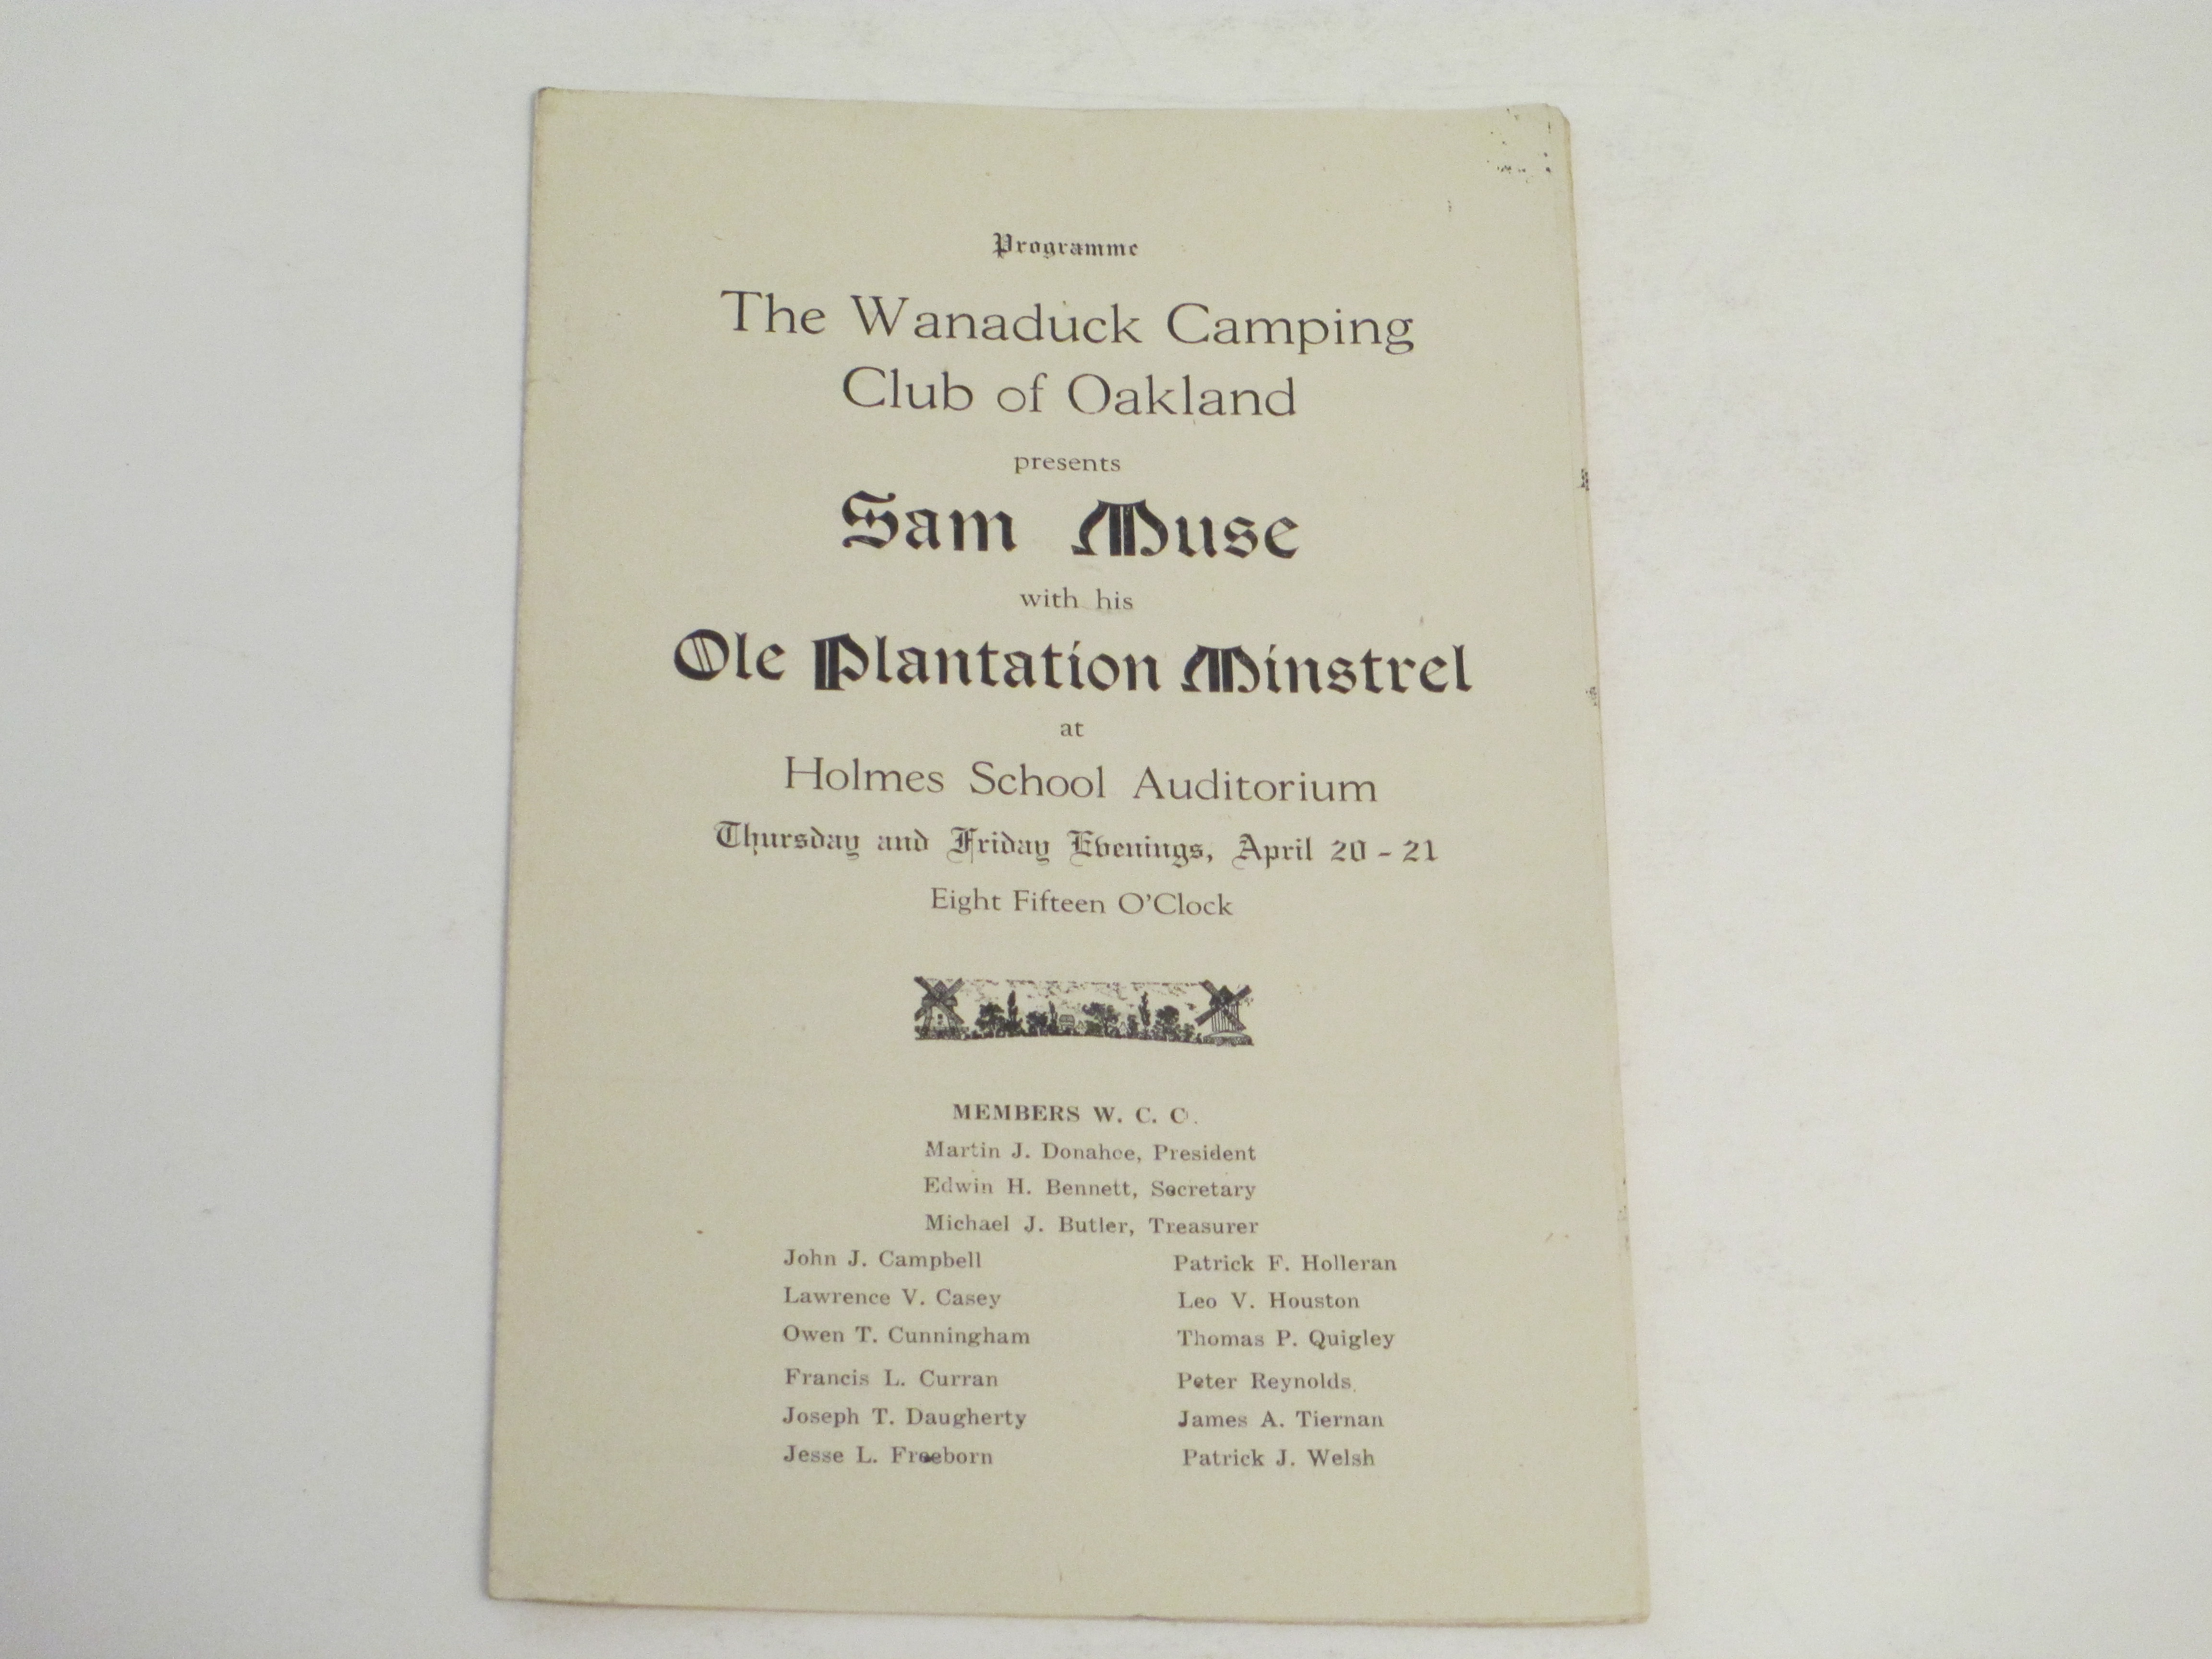 Programme
The Wanaduck Camping
Club of Oakland
presents
Sam Muse
with his
Ole Plantation Minstrel
at
Holmes School Auditorium
Thursday and Friday Evenings, April 20 - 21
Eight Fifteen O'Clock
MEMBERS W. C. C.
Martin J. Donahoe, President
Edwin H. Bennett, Secretary
Michael J. Butler, Treasurer
John J. Campbell
Lawrence V. Casey
Owen T. Cunningham
Francis L. Curran
Joseph T. Daugherty
Jesse L. Freeborn
Patrick F. Holleran
Leo V. Houston
Thomas P. Quigley
Peter Reynolds
James A. Tiernan
Patrick J. Welsh